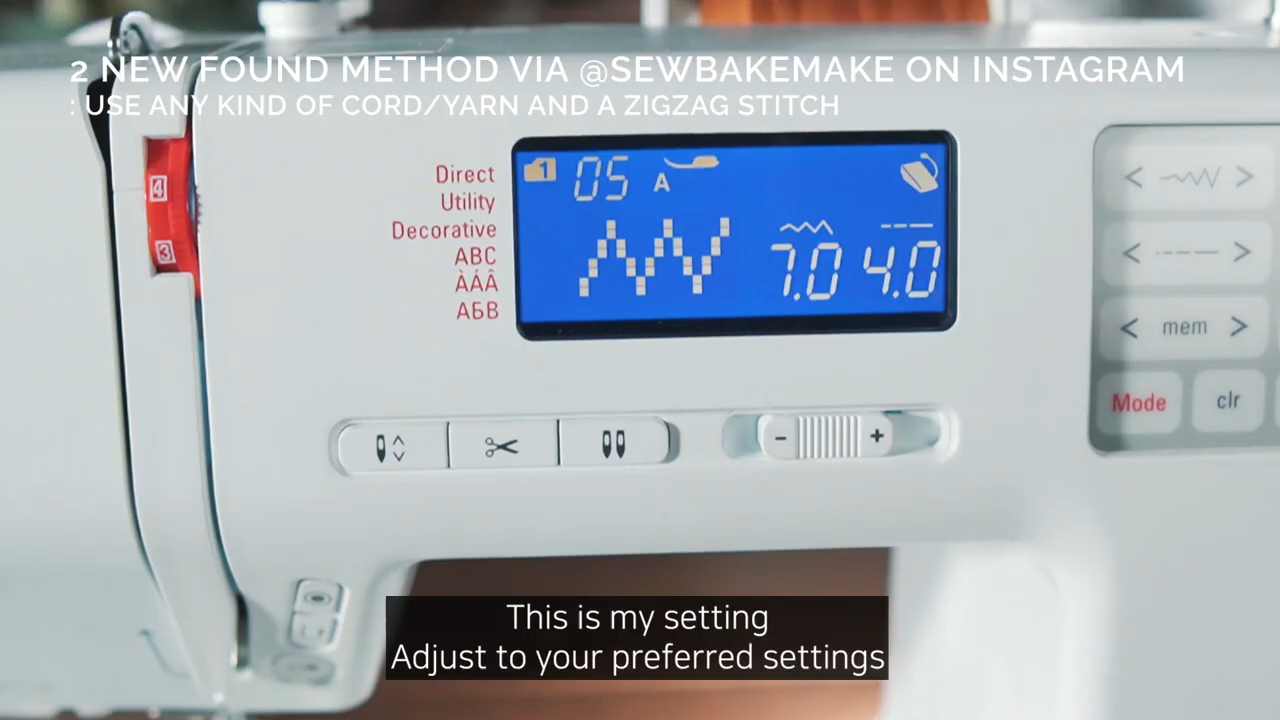 2 NEW FOUND METHOD VIA @SEWBAKEMAKE ON INSTAGRAM
: USE ANY KIND OF CORD/YARN AND A ZIGZAG STITCH
4
3
Direct
Utility
Decorative
ABC
ÀÁÂ
АБВ
1 05 A
7.0 4.0
< >
< >
< mem >
Mode clr
- +
This is my setting
Adjust to your preferred settings